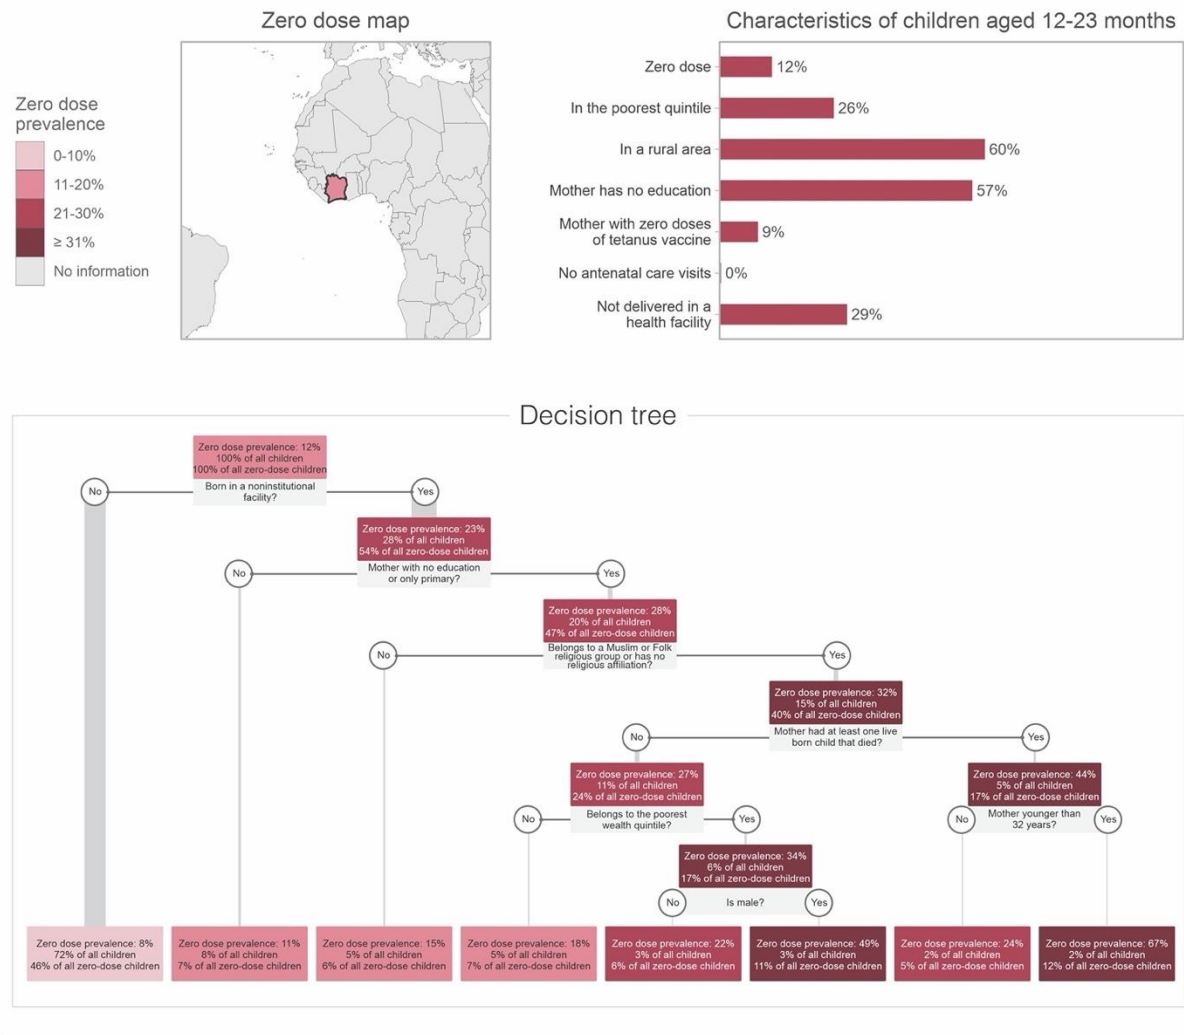 Zero dose map
Characteristics of children aged 12-23 months
Zero dose
prevalence
0-10%
11-20%
21-30%
≥ 31%
No information
Zero dose
12%
In the poorest quintile
26%
In a rural area
60%
Mother has no education
57%
Mother with zero doses
of tetanus vaccine
9%
No antenatal care visits
0%
Not delivered in a
health facility
29%
Decision tree
Zero dose prevalence: 12%
100% of all children
100% of all zero-dose children
Born in a noninstitutional
facility?
No
Yes
Zero dose prevalence: 23%
28% of all children
54% of all zero-dose children
Mother with no education
or only primary?
No
Yes
Zero dose prevalence: 28%
20% of all children
47% of all zero-dose children
Belongs to a Muslim or Folk
religious group or has no
religious affiliation?
No
Yes
Zero dose prevalence: 32%
15% of all children
40% of all zero-dose children
Mother had at least one live
born child that died?
No
Yes
Zero dose prevalence: 27%
11% of all children
24% of all zero-dose children
Belongs to the poorest
wealth quintile?
No
Yes
Zero dose prevalence: 44%
5% of all children
17% of all zero-dose children
Mother younger than
32 years?
No
Yes
Zero dose prevalence: 34%
6% of all children
17% of all zero-dose children
Is male?
No
Yes
Zero dose prevalence: 8%
72% of all children
46% of all zero-dose children
Zero dose prevalence: 11%
8% of all children
7% of all zero-dose children
Zero dose prevalence: 15%
5% of all children
6% of all zero-dose children
Zero dose prevalence: 18%
5% of all children
7% of all zero-dose children
Zero dose prevalence: 22%
3% of all children
6% of all zero-dose children
Zero dose prevalence: 49%
3% of all children
11% of all zero-dose children
Zero dose prevalence: 24%
2% of all children
5% of all zero-dose children
Zero dose prevalence: 67%
2% of all children
12% of all zero-dose children